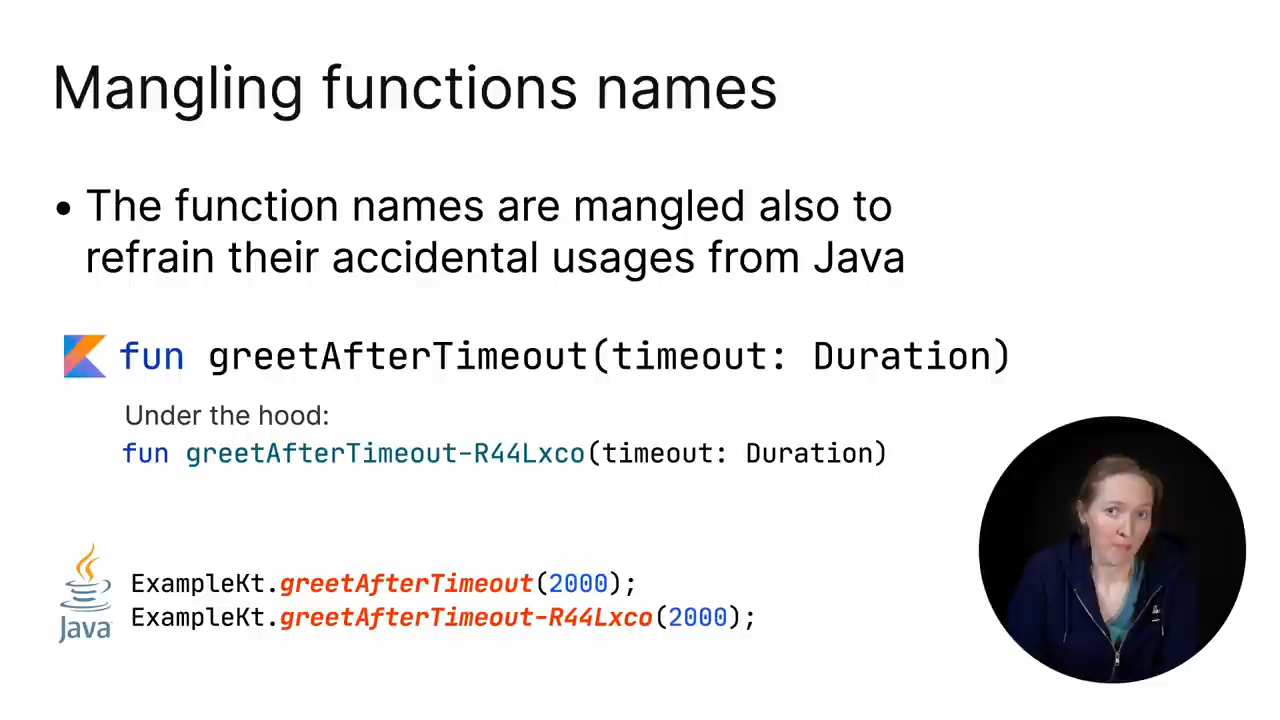 Mangling functions names
• The function names are mangled also to
refrain their accidental usages from Java
fun greetAfterTimeout(timeout: Duration)
Under the hood:
fun greetAfterTimeout-R44Lxco(timeout: Duration)
ExampleKt.greetAfterTimeout(2000);
ExampleKt.greetAfterTimeout-R44Lxco(2000);
Java